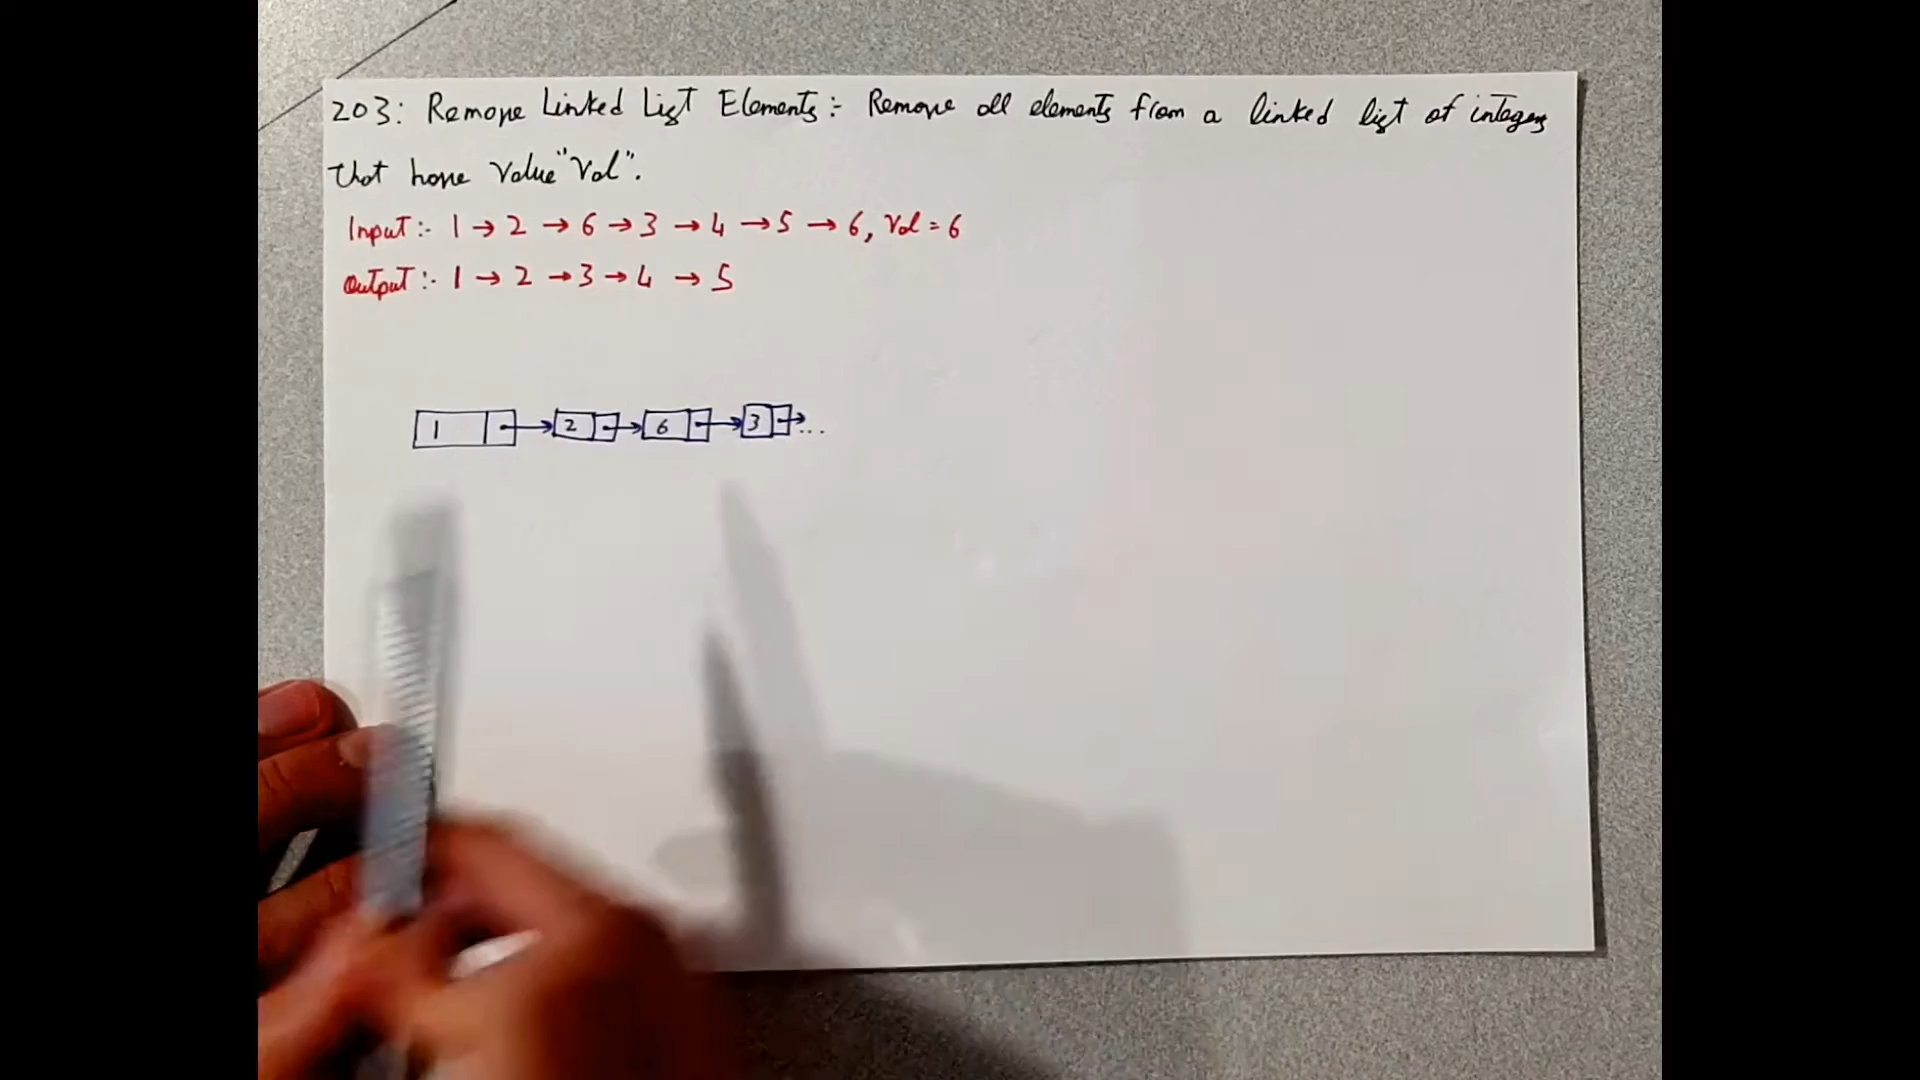 203: Remove Linked List Elements:- Remove all elements from a linked list of integers
that have value "Val".
Input:- 1 → 2 → 6 → 3 → 4 → 5 → 6, Val = 6
Output:- 1 → 2 → 3 → 4 → 5
1 → 2 → 6 → 3 → ...